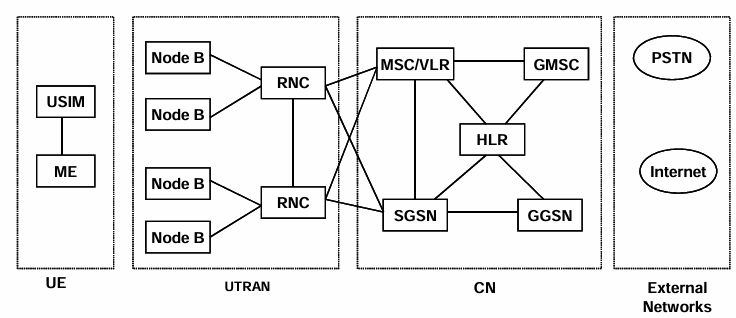 USIM
ME
UE
Node B
Node B
Node B
Node B
RNC
RNC
UTRAN
MSC/VLR
GMSC
HLR
SGSN
GGSN
CN
PSTN
Internet
External
Networks